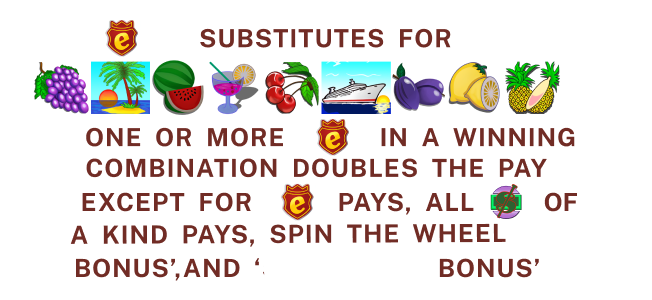 e SUBSTITUTES FOR
ONE OR MORE e IN A WINNING
COMBINATION DOUBLES THE PAY
EXCEPT FOR e PAYS, ALL OF
A KIND PAYS, SPIN THE WHEEL
BONUS’, AND ‘ BONUS’